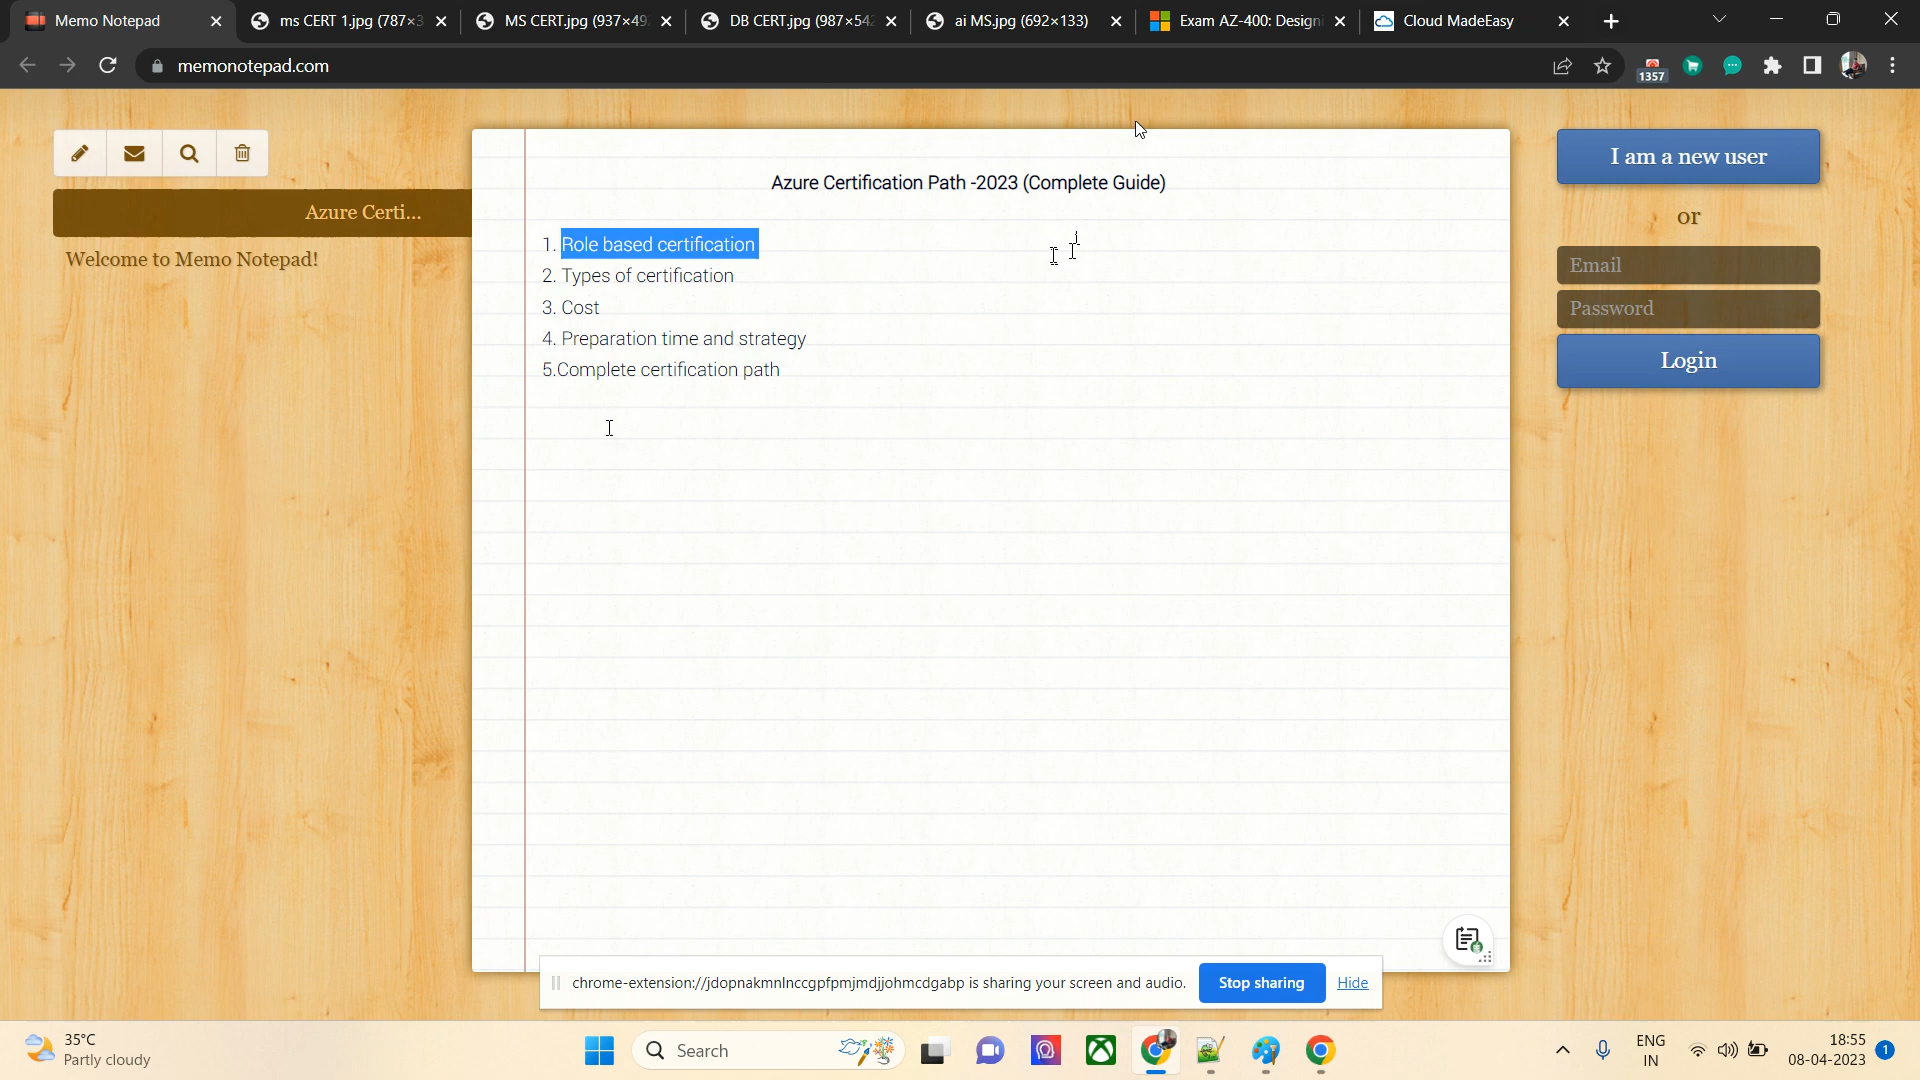 Memo Notepad
ms CERT 1.jpg (787×3
MS CERT.jpg (937×49
DB CERT.jpg (987×542
ai MS.jpg (692×133)
Exam AZ-400: Designi
Cloud MadeEasy
memonotepad.com
1357
Azure Certi...
Welcome to Memo Notepad!
Azure Certification Path -2023 (Complete Guide)
1. Role based certification
2. Types of certification
3. Cost
4. Preparation time and strategy
5.Complete certification path
I am a new user
or
Email
Password
Login
chrome-extension://jdopnakmnlnccgpfpmjmdjjohmcdgabp is sharing your screen and audio.
Stop sharing
Hide
35°C
Partly cloudy
Search
ENG
IN
18:55
08-04-2023
1